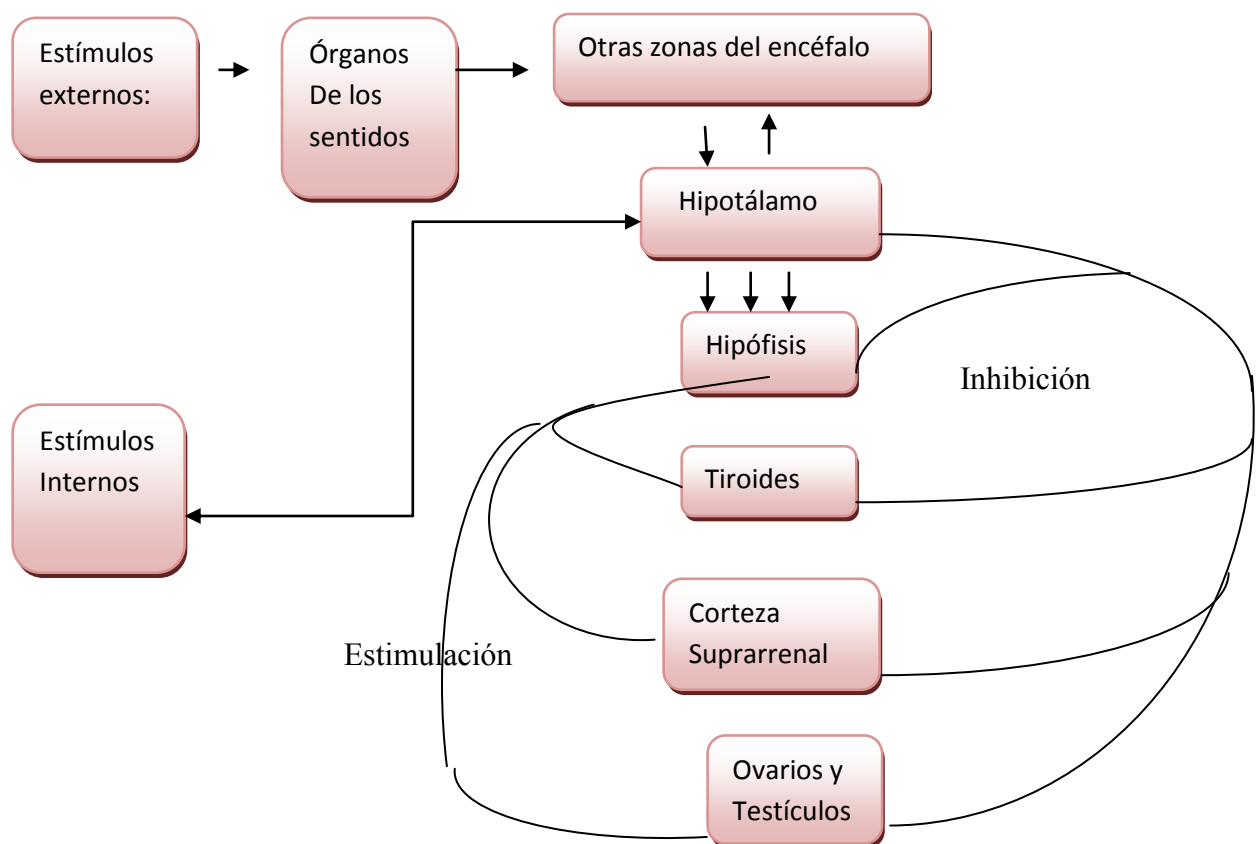 Estímulos
externos:
Órganos
De los
sentidos
Otras zonas del encéfalo
Hipotálamo
Hipófisis
Inhibición
Estímulos
Internos
Tiroides
Corteza
Suprarrenal
Estimulación
Ovarios y
Testículos